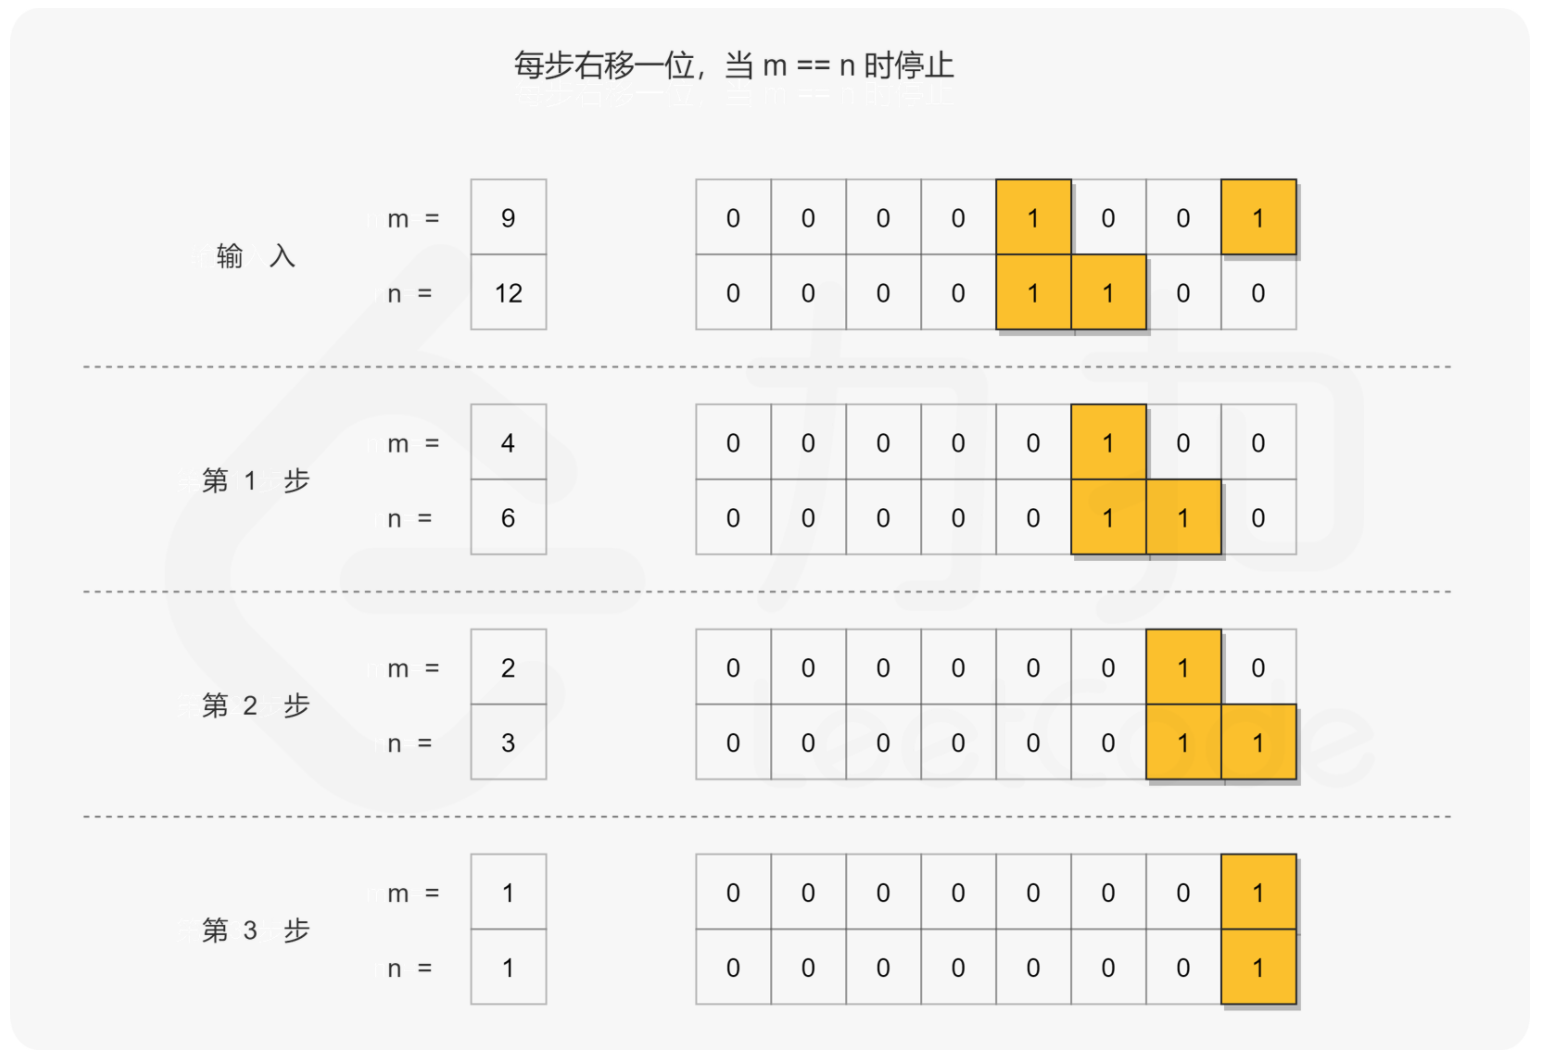 每步右移一位，当 m == n 时停止
m = 9 0 0 0 0 1 0 0 1
输 入
n = 12 0 0 0 0 1 1 0 0
m = 4 0 0 0 0 0 1 0 0
第 1 步
n = 6 0 0 0 0 0 1 1 0
m = 2 0 0 0 0 0 0 1 0
第 2 步
n = 3 0 0 0 0 0 0 1 1
m = 1 0 0 0 0 0 0 0 1
第 3 步
n = 1 0 0 0 0 0 0 0 1
力扣
LeetCode